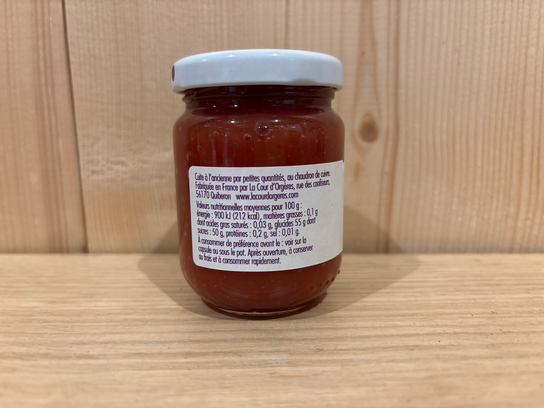 Cuite à l'ancienne par petites quantités, au chaudron de cuivre.
Fabriquée en France par La Cour d'Orgères, rue des confiseurs,
56170 Quiberon www.lacourdorgeres.com
Valeurs nutritionnelles moyennes pour 100 g :
énergie : 900 kJ (212 kcal), matières grasses : 0,1 g
dont acides gras saturés : 0,03 g, glucides 55 g dont
sucres : 50 g, protéines : 0,2 g, sel : 0,01 g.
A consommer de préférence avant le : voir sur la
capsule ou sous le pot. Après ouverture, à conserver
au frais et à consommer rapidement.